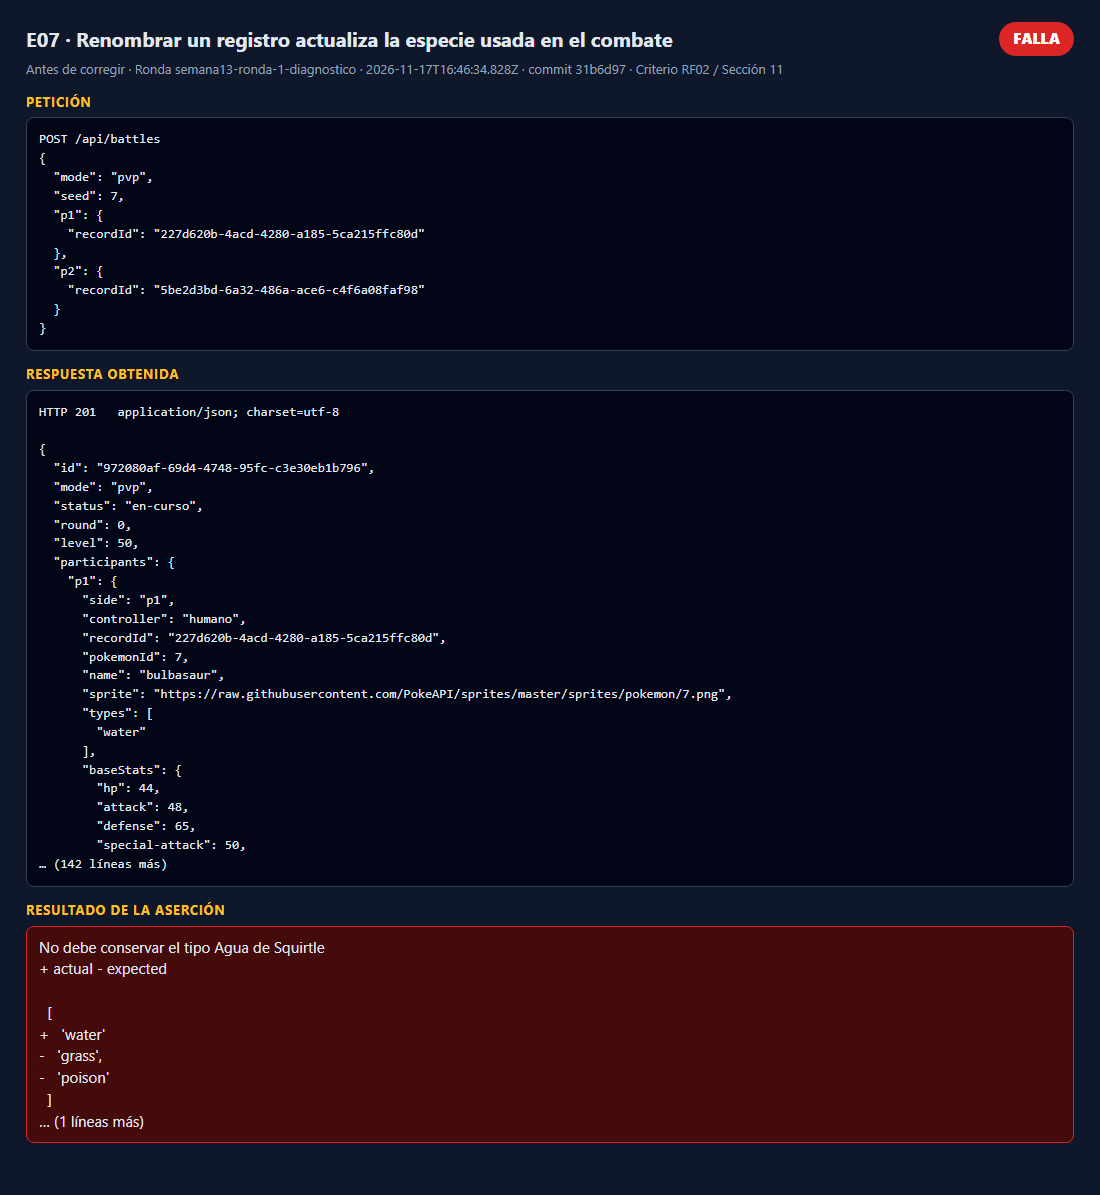 E07 · Renombrar un registro actualiza la especie usada en el combate
FALLA
Antes de corregir · Ronda semana13-ronda-1-diagnostico · 2026-11-17T16:46:34.828Z · commit 31b6d97 · Criterio RF02 / Sección 11
PETICIÓN
POST /api/battles
{
  "mode": "pvp",
  "seed": 7,
  "p1": {
    "recordId": "227d620b-4acd-4280-a185-5ca215ffc80d"
  },
  "p2": {
    "recordId": "5be2d3bd-6a32-486a-ace6-c4f6a08faf98"
  }
}
RESPUESTA OBTENIDA
HTTP 201   application/json; charset=utf-8
{
  "id": "972080af-69d4-4748-95fc-c3e30eb1b796",
  "mode": "pvp",
  "status": "en-curso",
  "round": 0,
  "level": 50,
  "participants": {
    "p1": {
      "side": "p1",
      "controller": "humano",
      "recordId": "227d620b-4acd-4280-a185-5ca215ffc80d",
      "pokemonId": 7,
      "name": "bulbasaur",
      "sprite": "https://raw.githubusercontent.com/PokeAPI/sprites/master/sprites/pokemon/7.png",
      "types": [
        "water"
      ],
      "baseStats": {
        "hp": 44,
        "attack": 48,
        "defense": 65,
        "special-attack": 50,
… (142 líneas más)
RESULTADO DE LA ASERCIÓN
No debe conservar el tipo Agua de Squirtle
+ actual - expected
  [
+   'water'
-   'grass',
-   'poison'
  ]
… (1 líneas más)